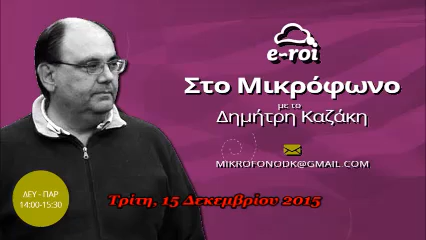 e-roi
Στο Μικρόφωνο
με το
Δημήτρη Καζάκη
MIKROFONODK@GMAIL.COM
ΔΕΥ - ΠΑΡ
14:00-15:30
Τρίτη, 15 Δεκεμβρίου 2015